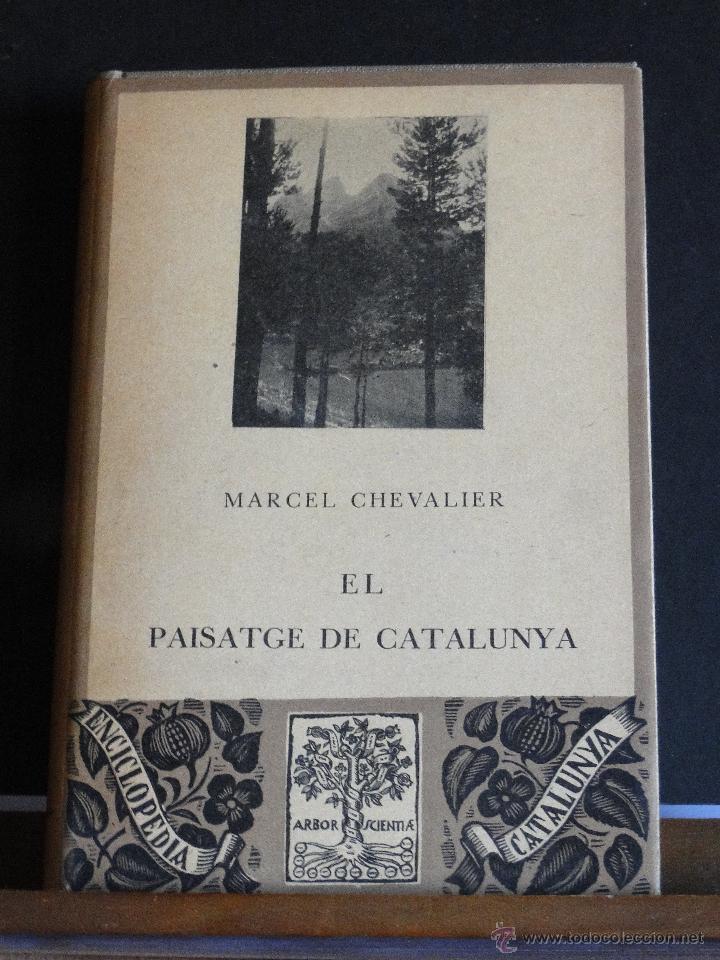 MARCEL CHEVALIER
EL
PAISATGE DE CATALUNYA
ENCICLOPEDIA
ARBOR SCIENTIÆ
CATALUNYA
www.todocoleccion.net